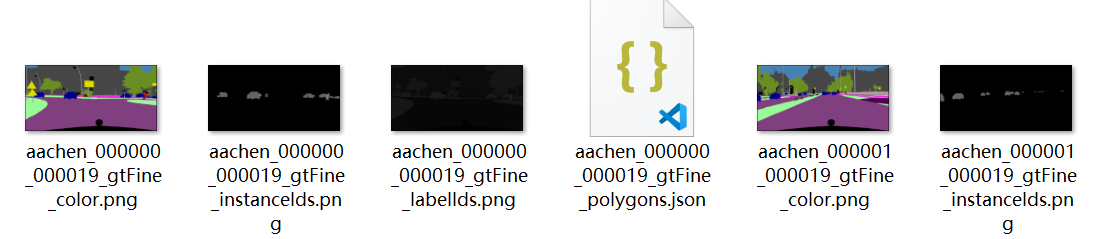 aachen_000000
_000019_gtFine
_color.png
aachen_000000
_000019_gtFine
_instanceIds.pn
g
aachen_000000
_000019_gtFine
_labelIds.png
{ }
aachen_000000
_000019_gtFine
_polygons.json
aachen_000001
_000019_gtFine
_color.png
aachen_000001
_000019_gtFine
_instanceIds.pn
g